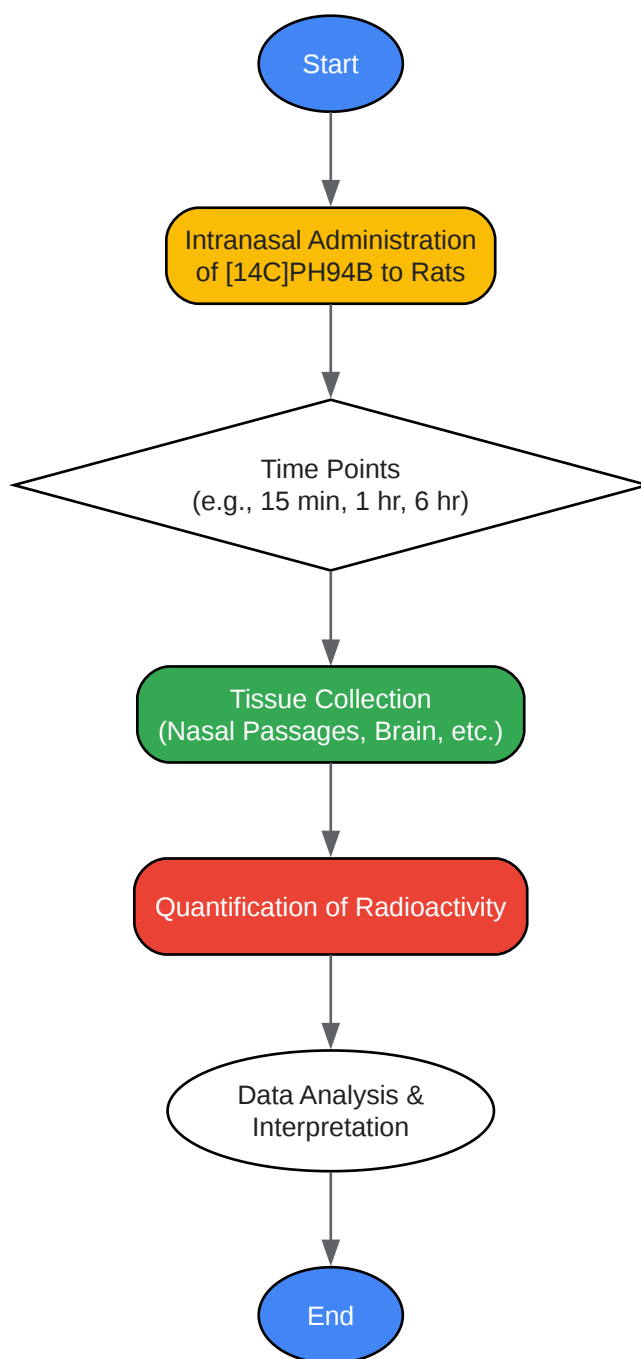 Start
Intranasal Administration
of [14C]PH94B to Rats
Time Points
(e.g., 15 min, 1 hr, 6 hr)
Tissue Collection
(Nasal Passages, Brain, etc.)
Quantification of Radioactivity
Data Analysis &
Interpretation
End